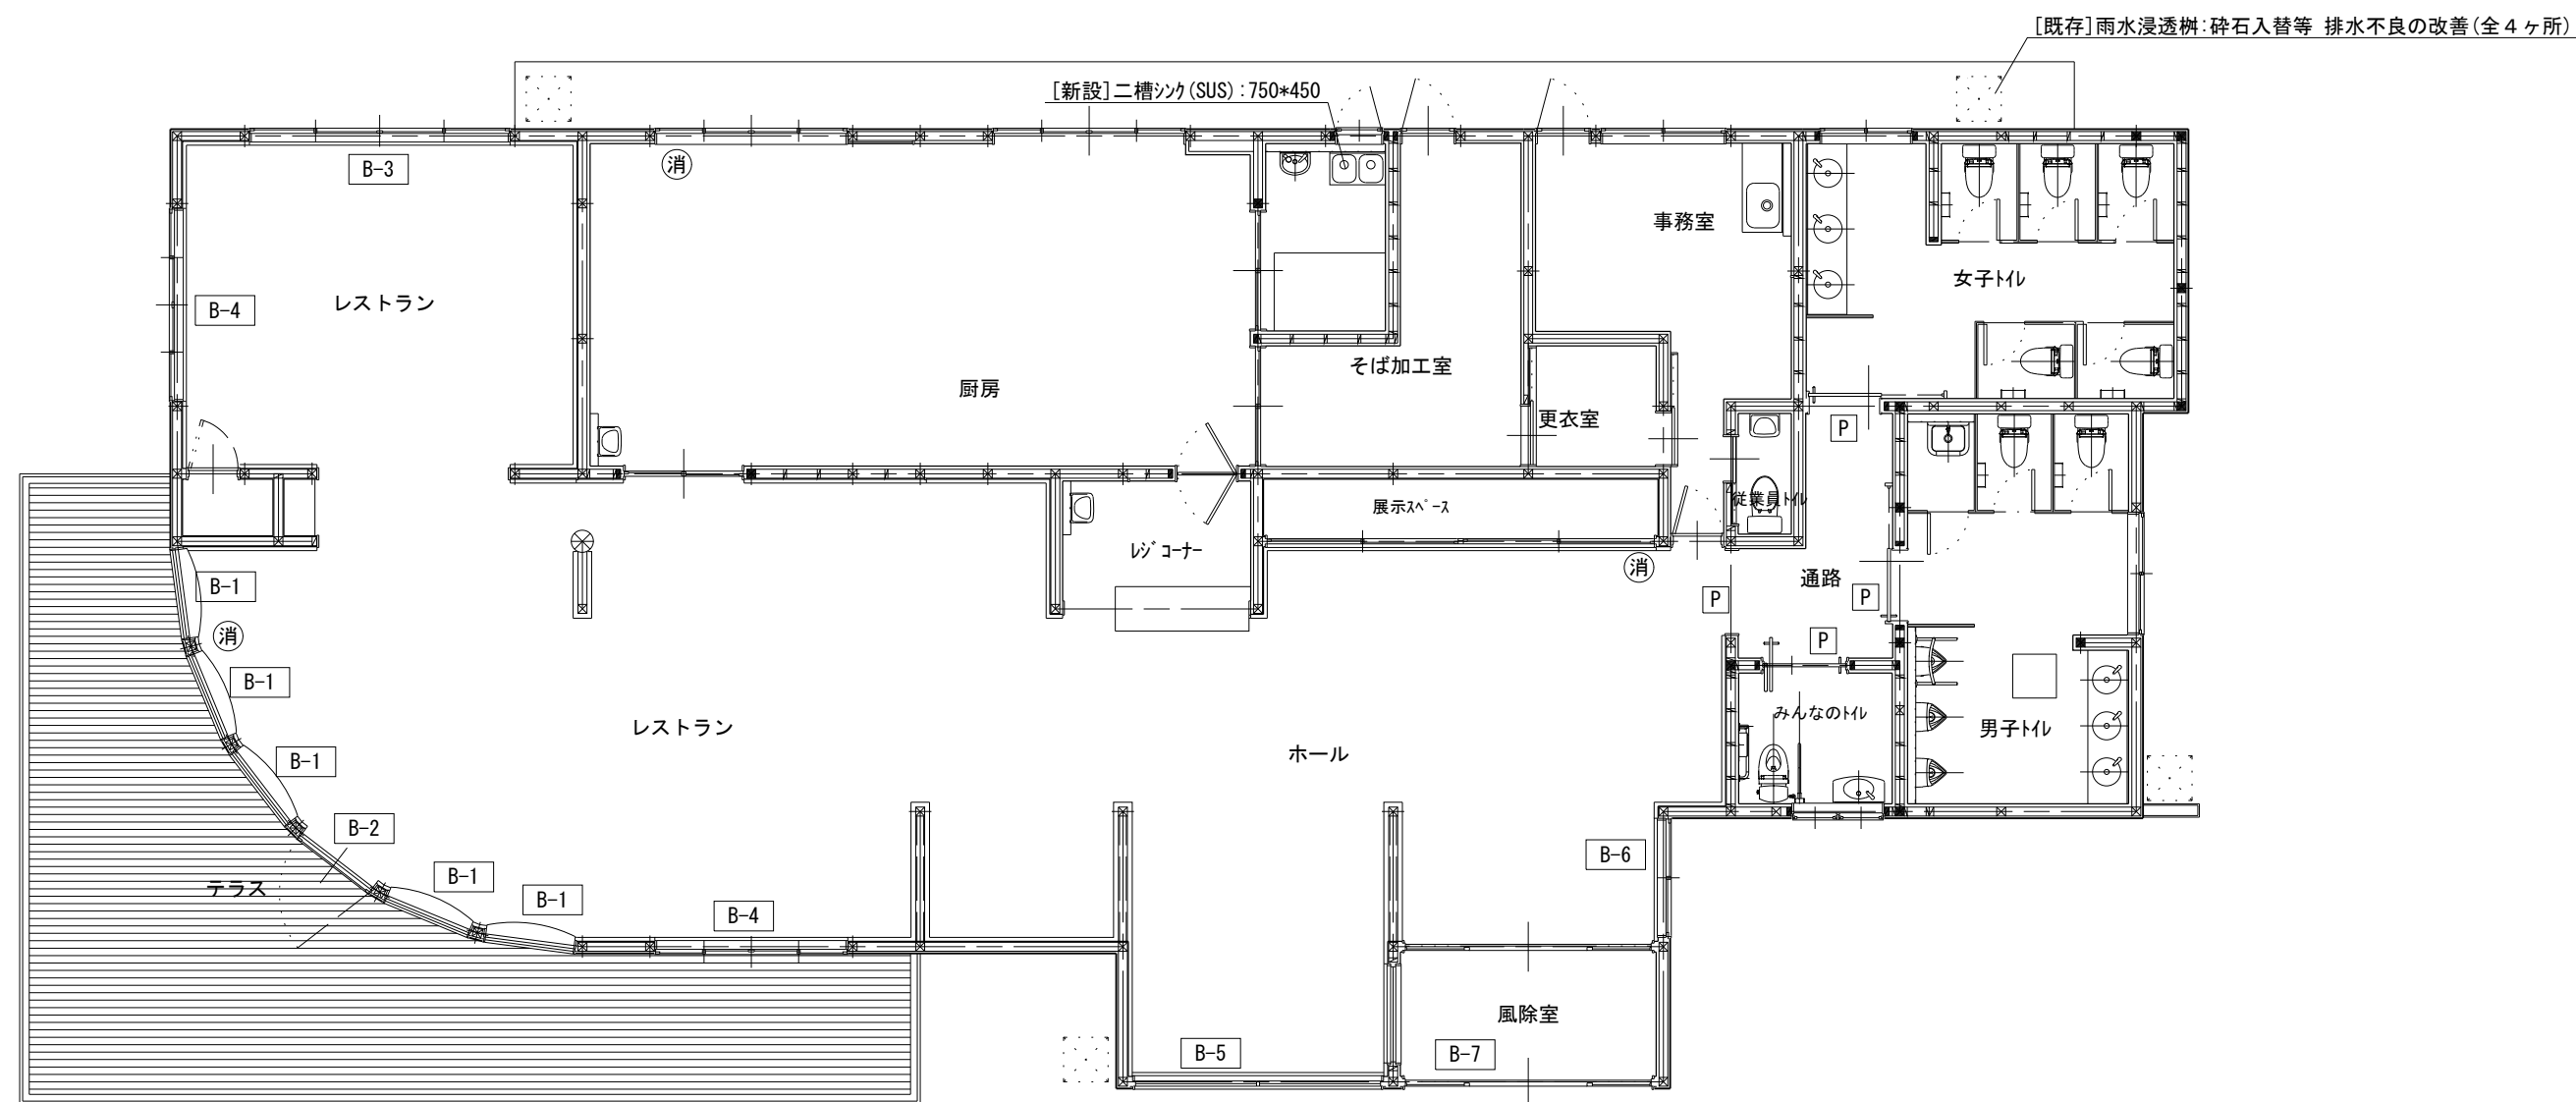 [既存]雨水浸透桝:砕石入替等 排水不良の改善(全4ヶ所)
[新設]二槽ｼﾝｸ(SUS):750*450
消
B-3
事務室
女子ﾄｲﾚ
レストラン
B-4
そば加工室
厨房
更衣室
P
従業員ﾄｲﾚ
展示ｽﾍﾟｰｽ
ﾚｼﾞｺｰﾅｰ
消
通路
B-1
P
P
消
P
B-1
みんなのﾄｲﾚ
レストラン
男子ﾄｲﾚ
ホール
B-1
B-2
B-6
B-1
テラス
B-1
B-4
風除室
B-5
B-7